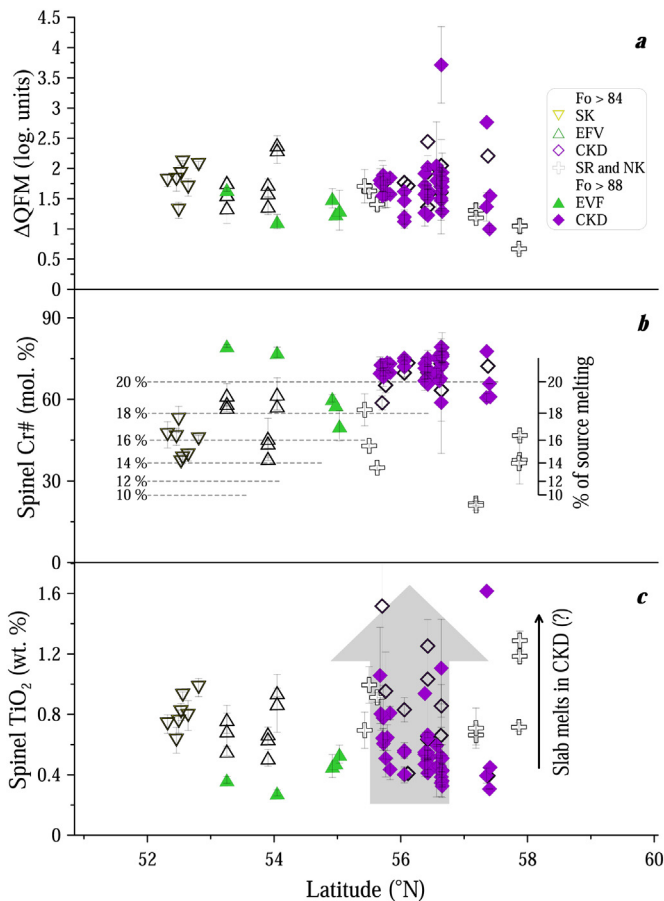 4.5
4
3.5
3
2.5
2
1.5
1
0.5
0
ΔQFM (log. units)
a
Fo > 84
SK
EFV
CKD
SR and NK
Fo > 88
EVF
CKD
90
60
30
0
Spinel Cr# (mol. %)
b
20 %
18 %
16 %
14 %
12 %
10 %
20
18
16
14
12
10
% of source melting
1.6
1.2
0.8
0.4
0
Spinel TiO₂ (wt. %)
c
Slab melts in CKD (?)
52 54 56 58 60
Latitude (°N)